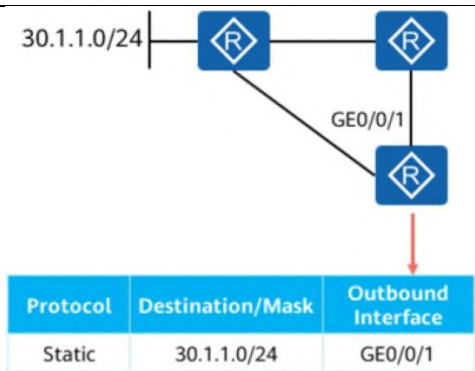 30.1.1.0/24
R
R
GE0/0/1
R
Protocol Destination/Mask Outbound
Interface
Static 30.1.1.0/24 GE0/0/1